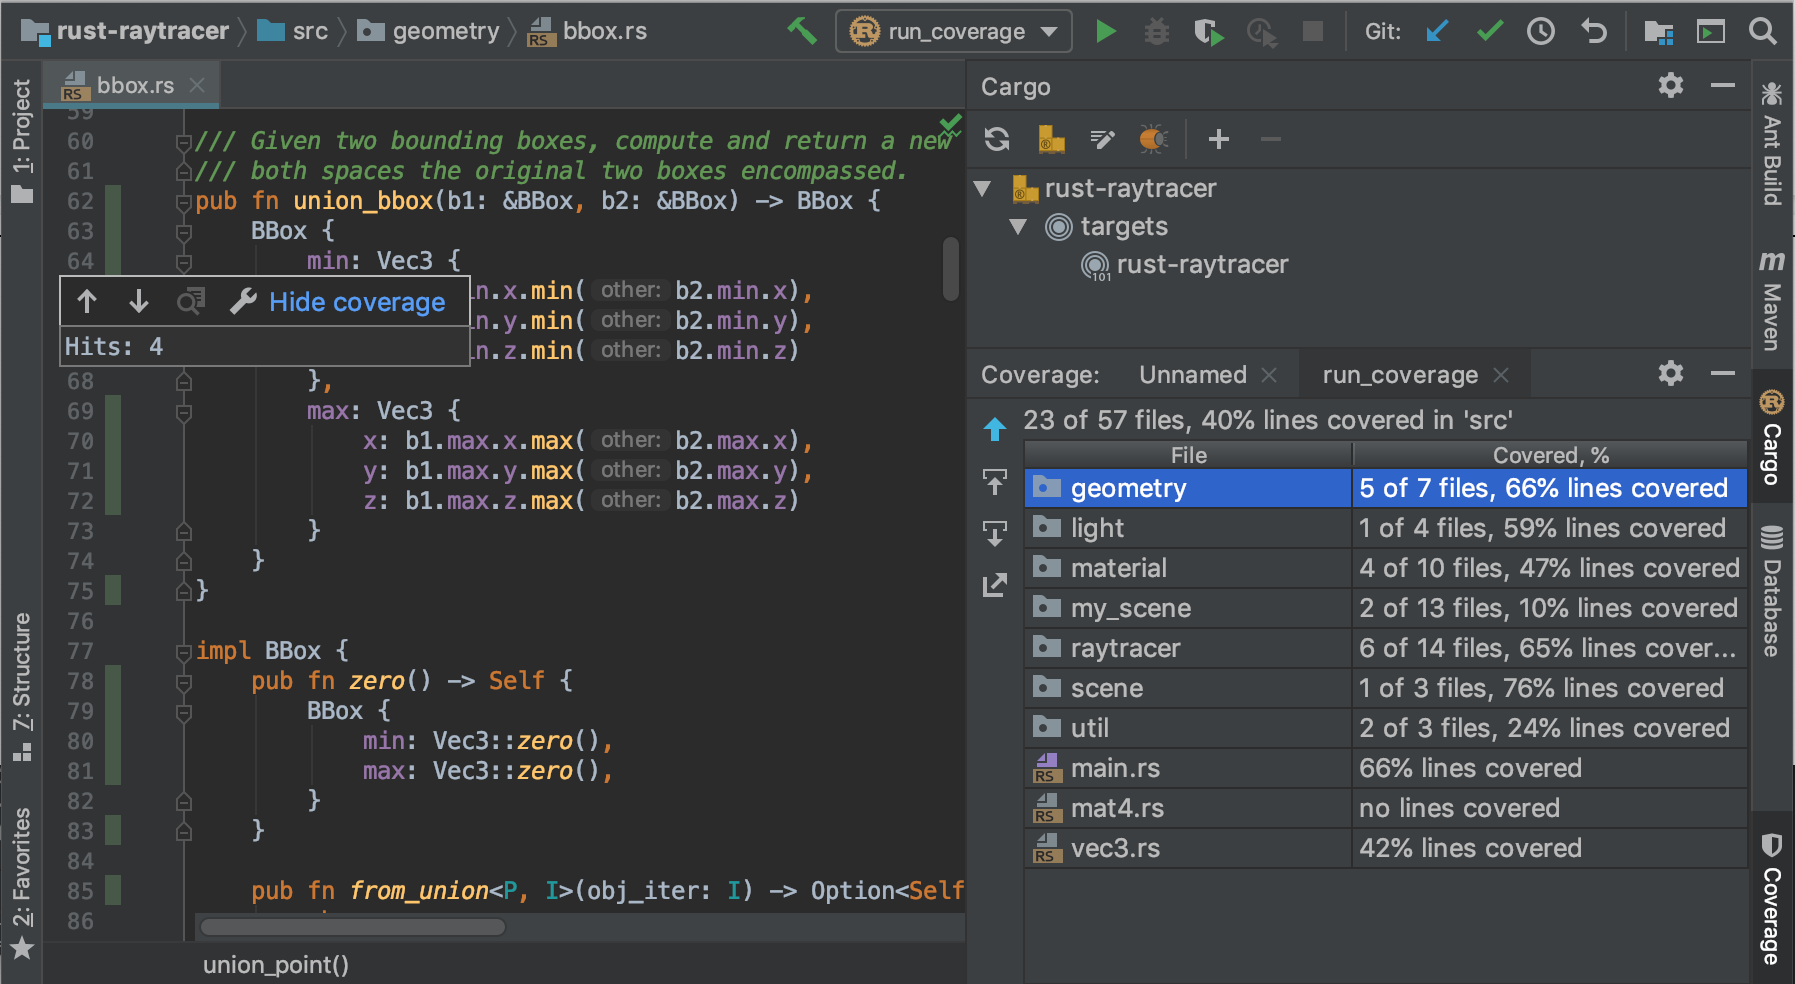 rust-raytracer src geometry bbox.rs run_coverage Git:
1: Project
7: Structure
2: Favorites
bbox.rs
59
60 /// Given two bounding boxes, compute and return a new
61 /// both spaces the original two boxes encompassed.
62 pub fn union_bbox(b1: &BBox, b2: &BBox) -> BBox {
63 BBox {
64 min: Vec3 {
in.x.min( other: b2.min.x),
in.y.min( other: b2.min.y),
in.z.min( other: b2.min.z)
Hide coverage
Hits: 4
68 },
69 max: Vec3 {
70 x: b1.max.x.max( other: b2.max.x),
71 y: b1.max.y.max( other: b2.max.y),
72 z: b1.max.z.max( other: b2.max.z)
73 }
74 }
75 }
76
77 impl BBox {
78 pub fn zero() -> Self {
79 BBox {
80 min: Vec3::zero(),
81 max: Vec3::zero(),
82 }
83 }
84
85 pub fn from_union<P, I>(obj_iter: I) -> Option<Self
86
union_point()
Cargo
rust-raytracer
targets
101 rust-raytracer
Coverage: Unnamed run_coverage
23 of 57 files, 40% lines covered in 'src'
File Covered, %
geometry 5 of 7 files, 66% lines covered
light 1 of 4 files, 59% lines covered
material 4 of 10 files, 47% lines covered
my_scene 2 of 13 files, 10% lines covered
raytracer 6 of 14 files, 65% lines cover...
scene 1 of 3 files, 76% lines covered
util 2 of 3 files, 24% lines covered
RS main.rs 66% lines covered
RS mat4.rs no lines covered
RS vec3.rs 42% lines covered
Ant Build
m Maven
Cargo
Database
Coverage